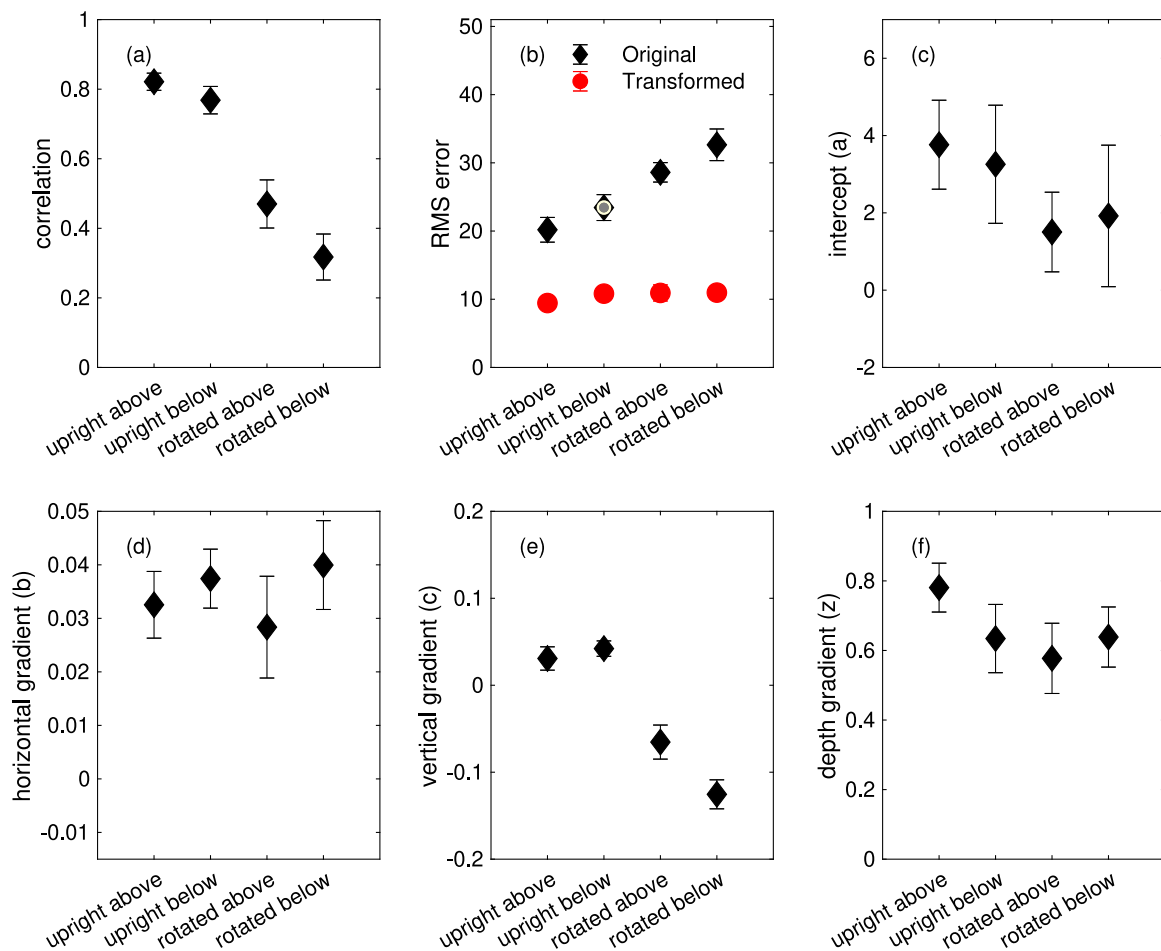 (a)
correlation
1
0.8
0.6
0.4
0.2
0
upright above
upright below
rotated above
rotated below
(b)
Original
Transformed
RMS error
50
40
30
20
10
0
upright above
upright below
rotated above
rotated below
(c)
intercept (a)
6
4
2
0
-2
upright above
upright below
rotated above
rotated below
(d)
horizontal gradient (b)
0.05
0.04
0.03
0.02
0.01
0
-0.01
upright above
upright below
rotated above
rotated below
(e)
vertical gradient (c)
0.2
0.1
0
-0.1
-0.2
upright above
upright below
rotated above
rotated below
(f)
depth gradient (z)
1
0.8
0.6
0.4
0.2
0
upright above
upright below
rotated above
rotated below